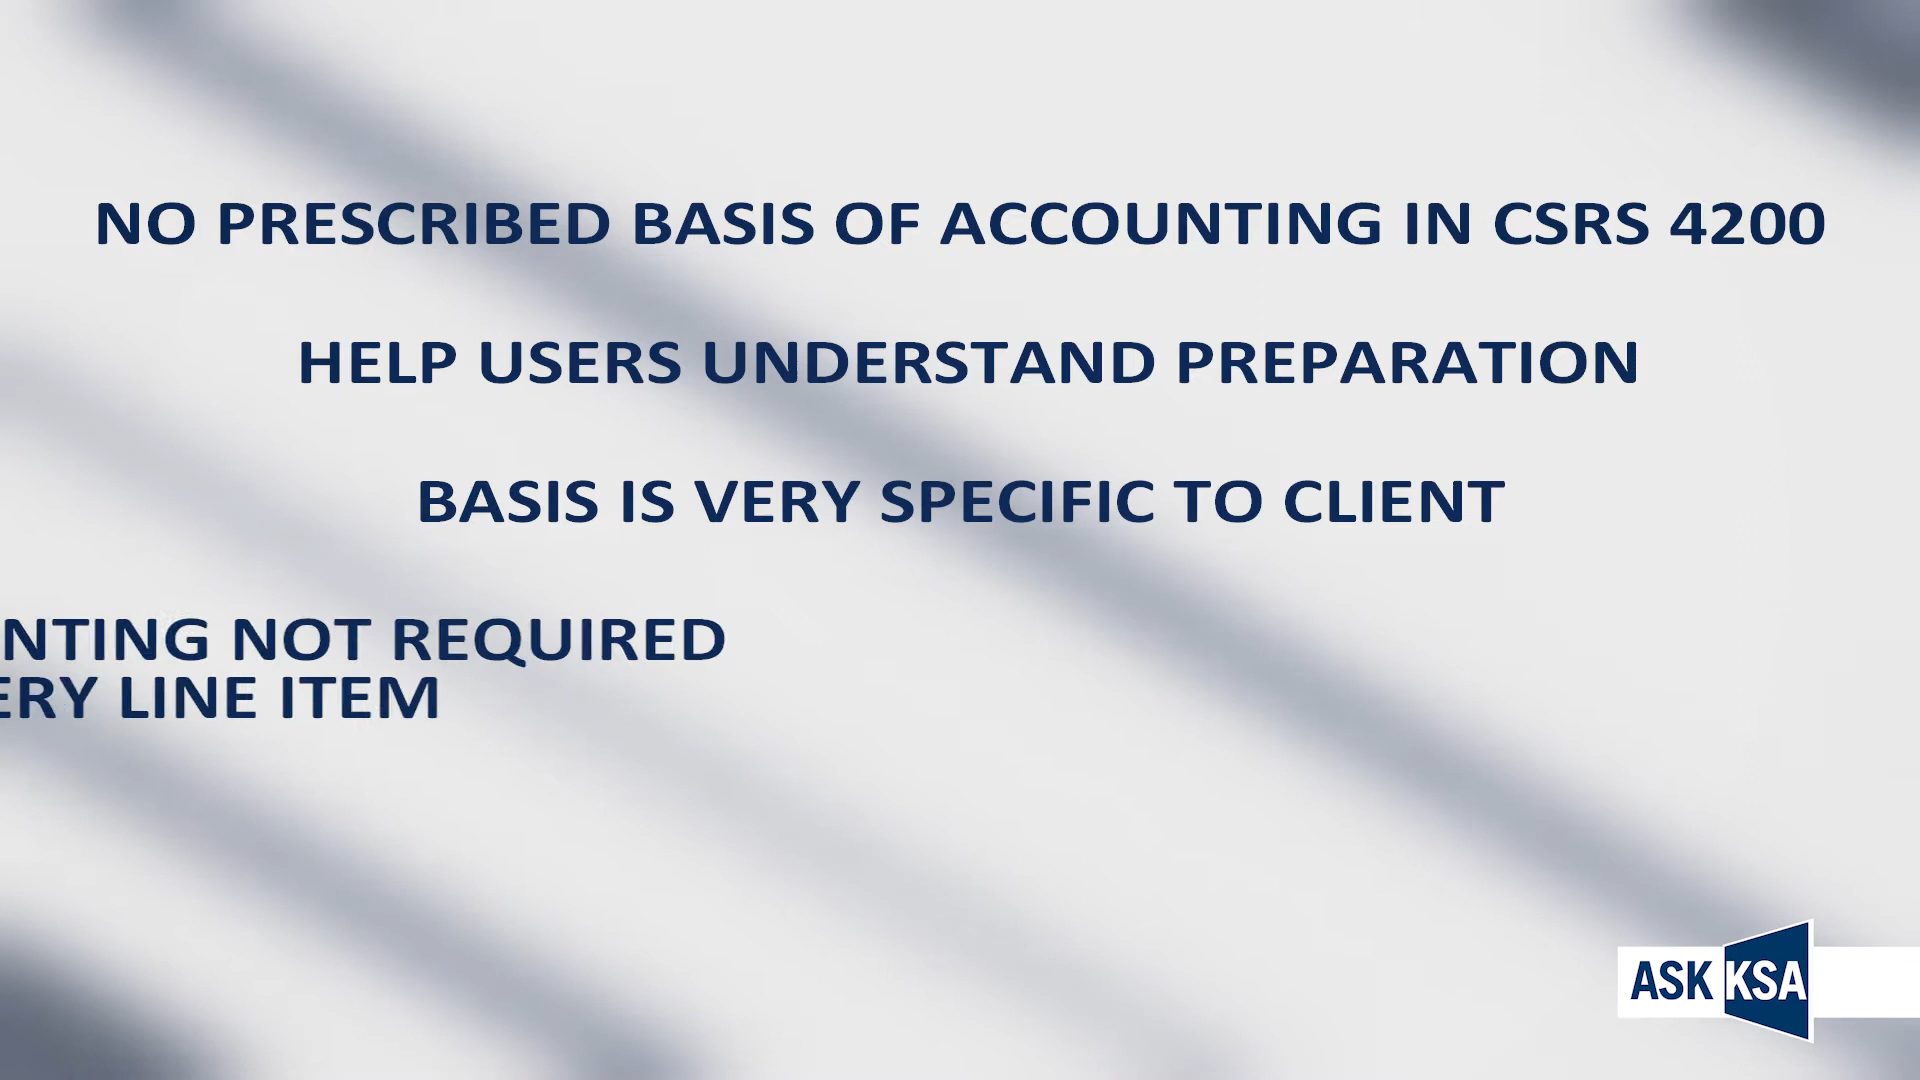 NO PRESCRIBED BASIS OF ACCOUNTING IN CSRS 4200
HELP USERS UNDERSTAND PREPARATION
BASIS IS VERY SPECIFIC TO CLIENT
NTING NOT REQUIRED
ERY LINE ITEM
ASK KSA